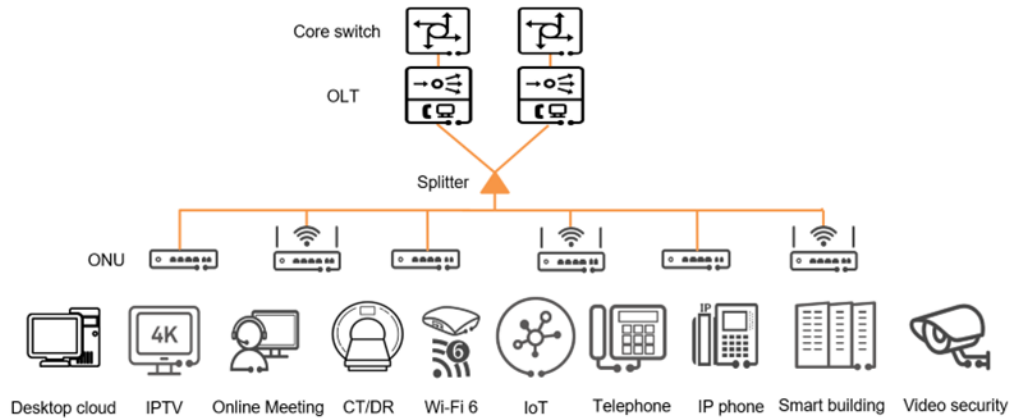 Core switch
OLT
Splitter
ONU
4K
6
IP
Desktop cloud
IPTV
Online Meeting
CT/DR
Wi-Fi 6
IoT
Telephone
IP phone
Smart building
Video security